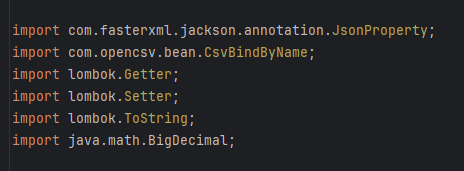 import com.fasterxml.jackson.annotation.JsonProperty;
import com.opencsv.bean.CsvBindByName;
import lombok.Getter;
import lombok.Setter;
import lombok.ToString;
import java.math.BigDecimal;